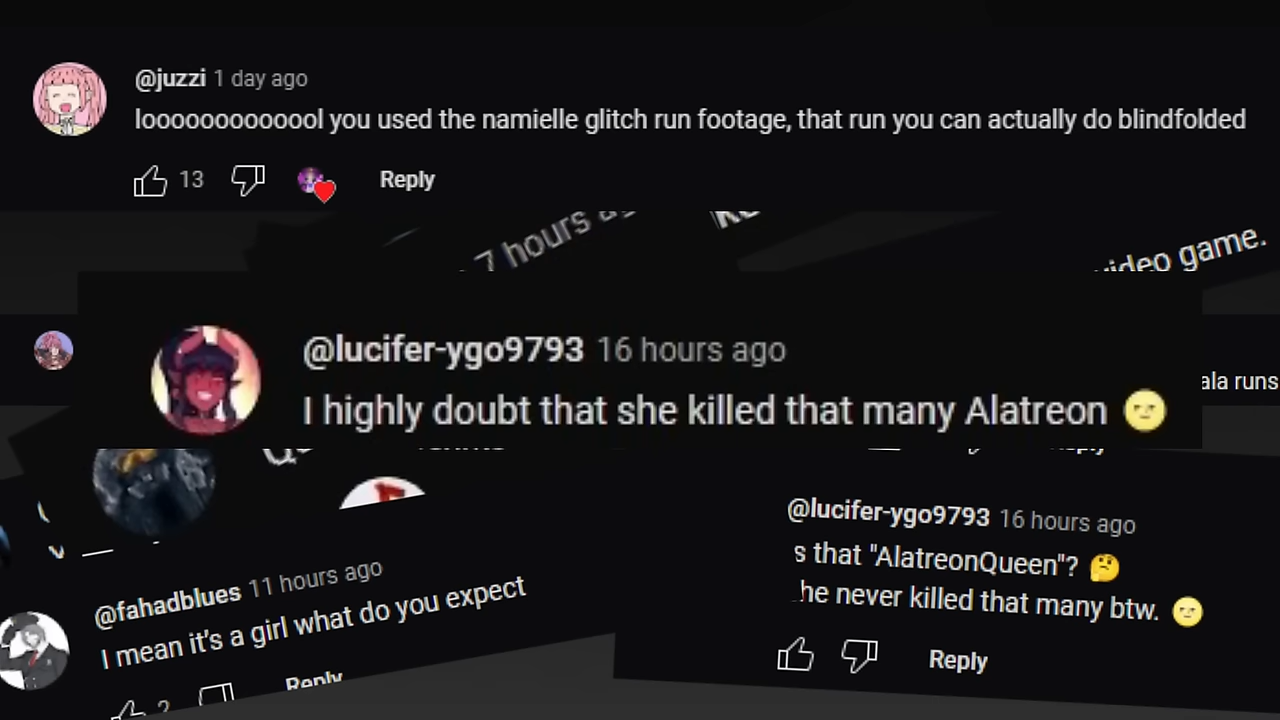 @juzzi 1 day ago
looooooooooooool you used the namielle glitch run footage, that run you can actually do blindfolded
13
Reply
7 hours
video game.
@lucifer-ygo9793 16 hours ago
I highly doubt that she killed that many Alatreon 🌝
ala runs
Reply
@lucifer-ygo9793 16 hours ago
s that "AlatreonQueen"? 🤔
he never killed that many btw. 🌝
Reply
@fahadblues 11 hours ago
I mean it's a girl what do you expect
2
Reply